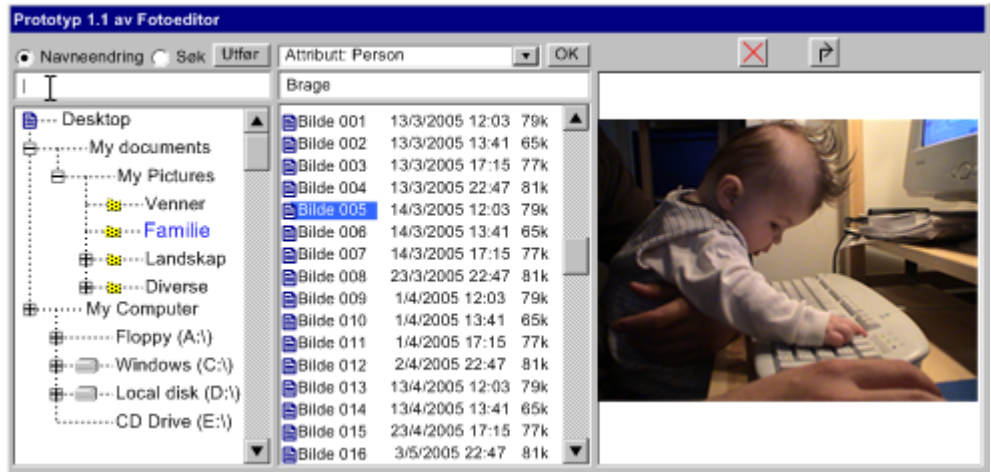 Prototyp 1.1 av Fotoeditor
Navneendring Søk Utfør
Attributt: Person OK
Brage
Desktop
My documents
My Pictures
Venner
Familie
Landskap
Diverse
My Computer
Floppy (A:\)
Windows (C:\)
Local disk (D:\)
CD Drive (E:\)
Bilde 001 13/3/2005 12:03 79k
Bilde 002 13/3/2005 13:41 65k
Bilde 003 13/3/2005 17:15 77k
Bilde 004 13/3/2005 22:47 81k
Bilde 005 14/3/2005 12:03 79k
Bilde 006 14/3/2005 13:41 65k
Bilde 007 14/3/2005 17:15 77k
Bilde 008 23/3/2005 22:47 81k
Bilde 009 1/4/2005 12:03 79k
Bilde 010 1/4/2005 13:41 65k
Bilde 011 1/4/2005 17:15 77k
Bilde 012 2/4/2005 22:47 81k
Bilde 013 13/4/2005 12:03 79k
Bilde 014 13/4/2005 13:41 65k
Bilde 015 23/4/2005 17:15 77k
Bilde 016 3/5/2005 22:47 81k